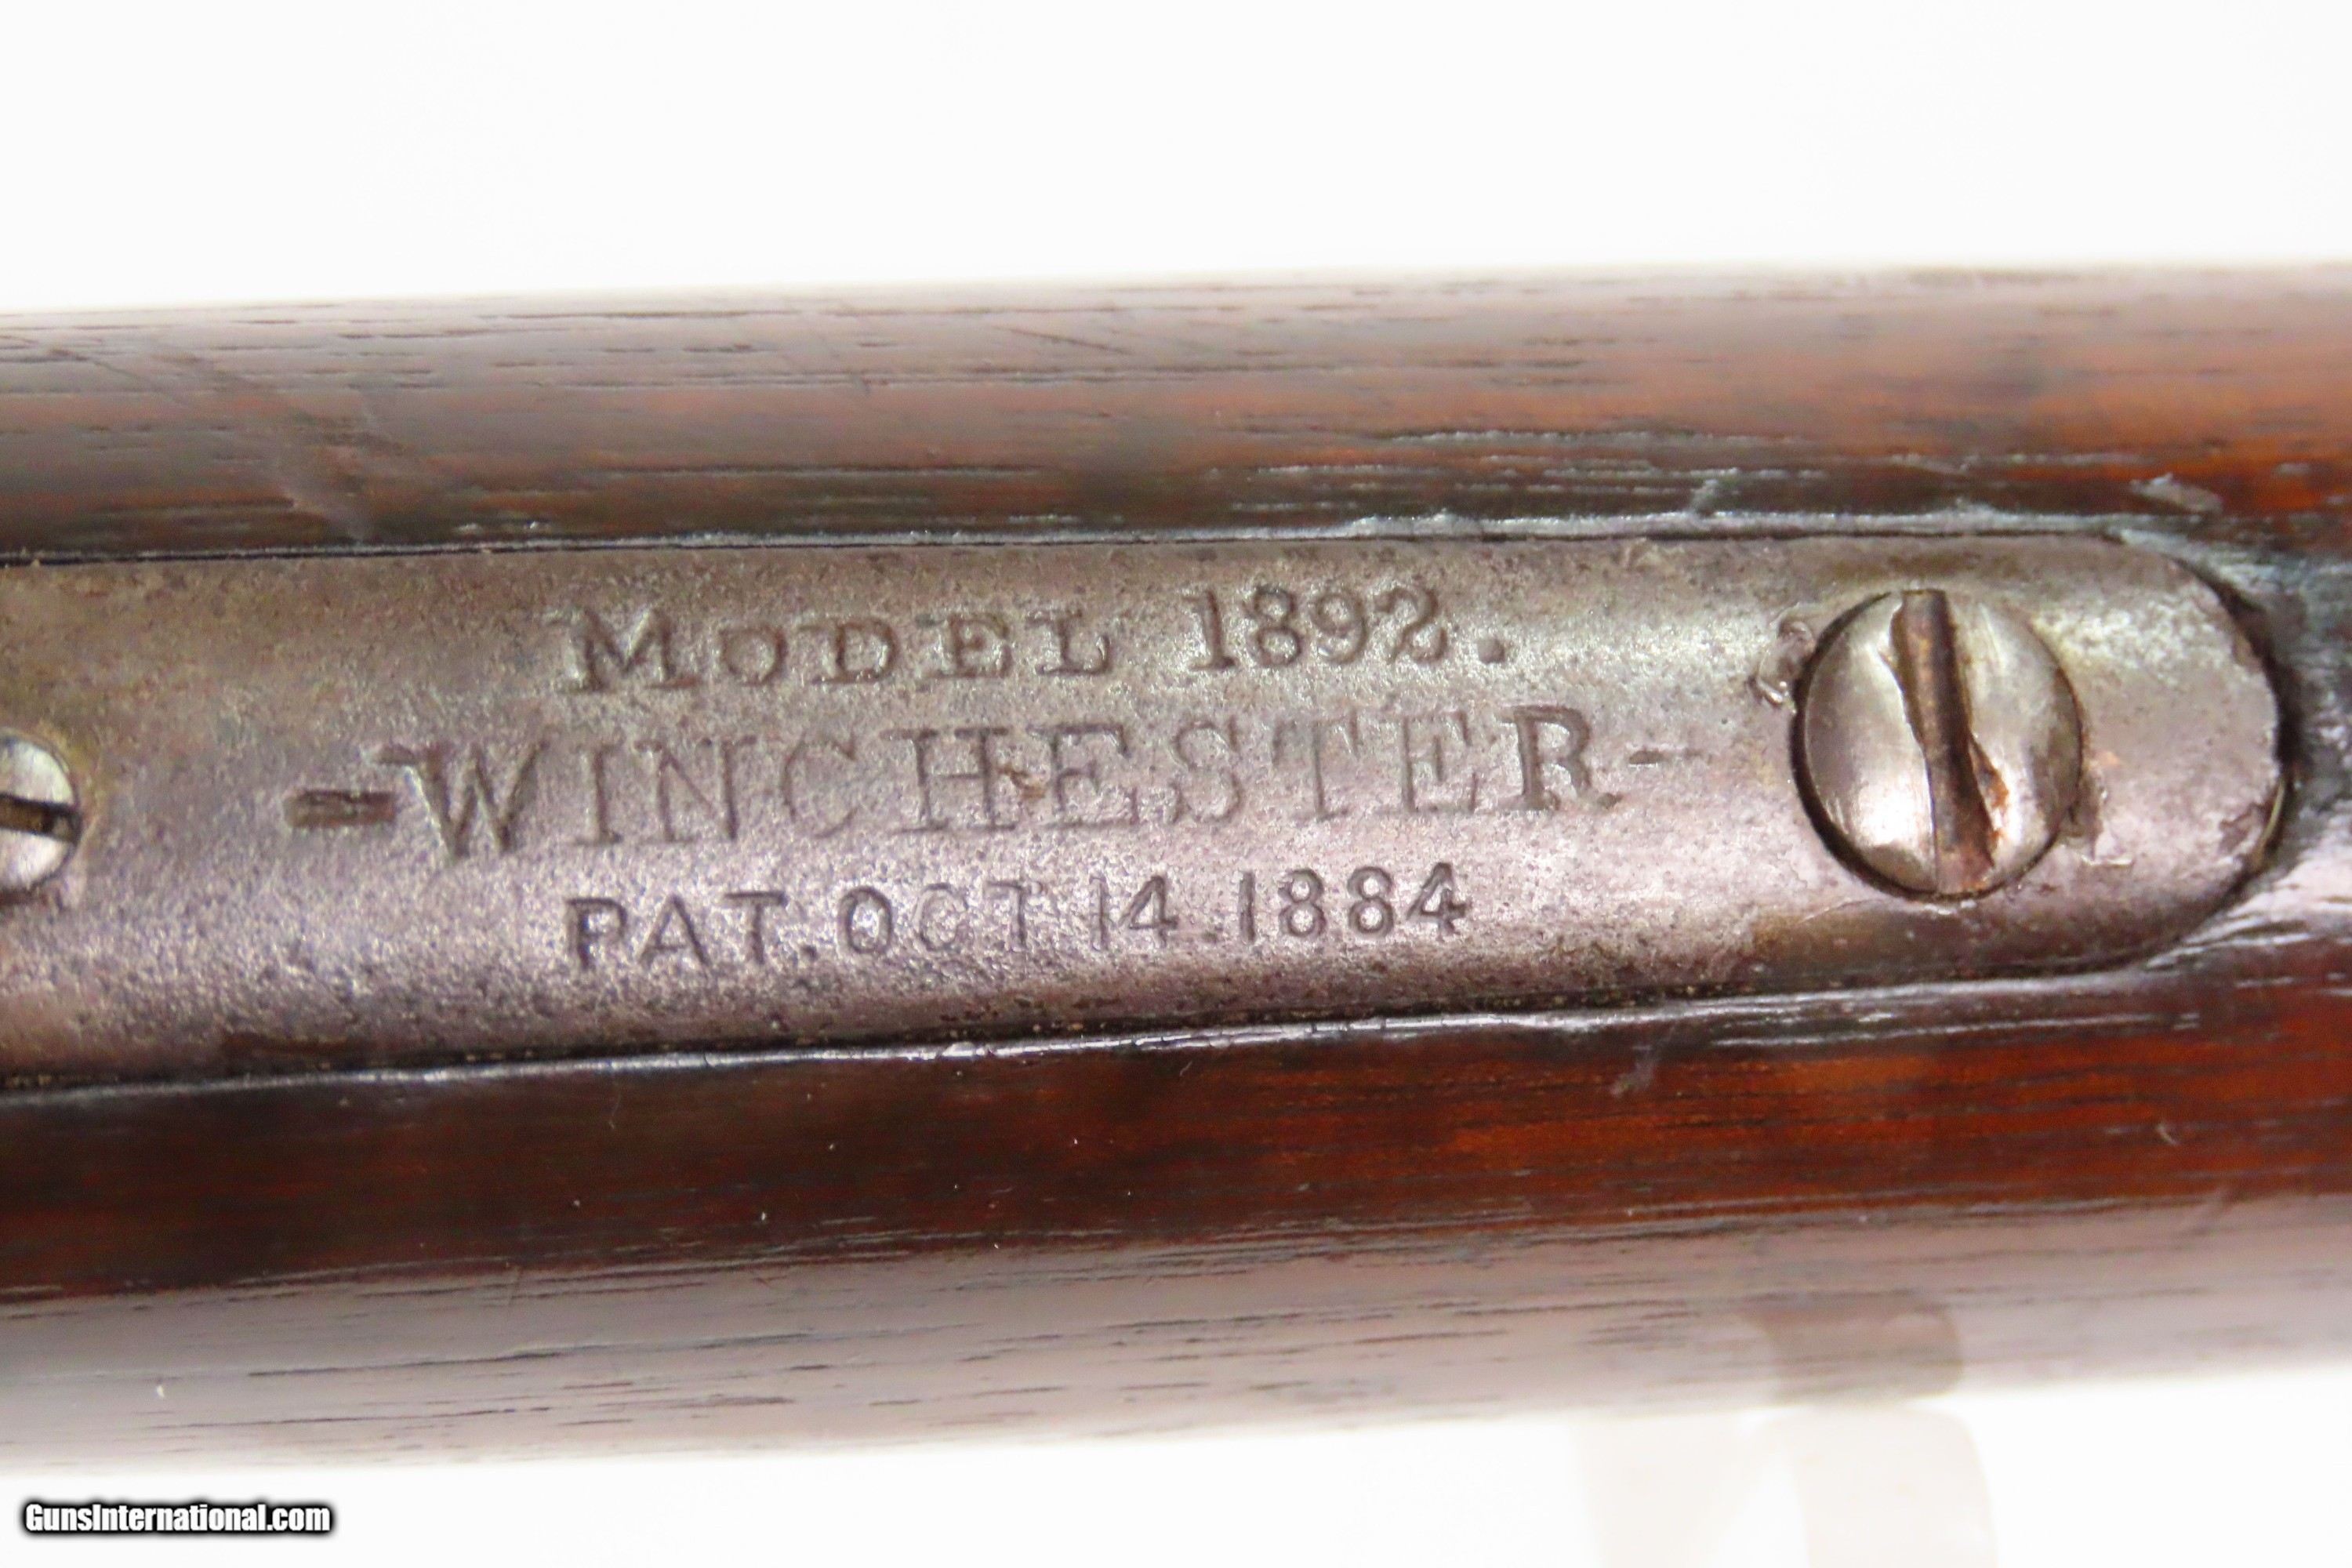 MODEL 1892.
-WINCHESTER-
PAT. OCT 14.1884
GunsInternational.com